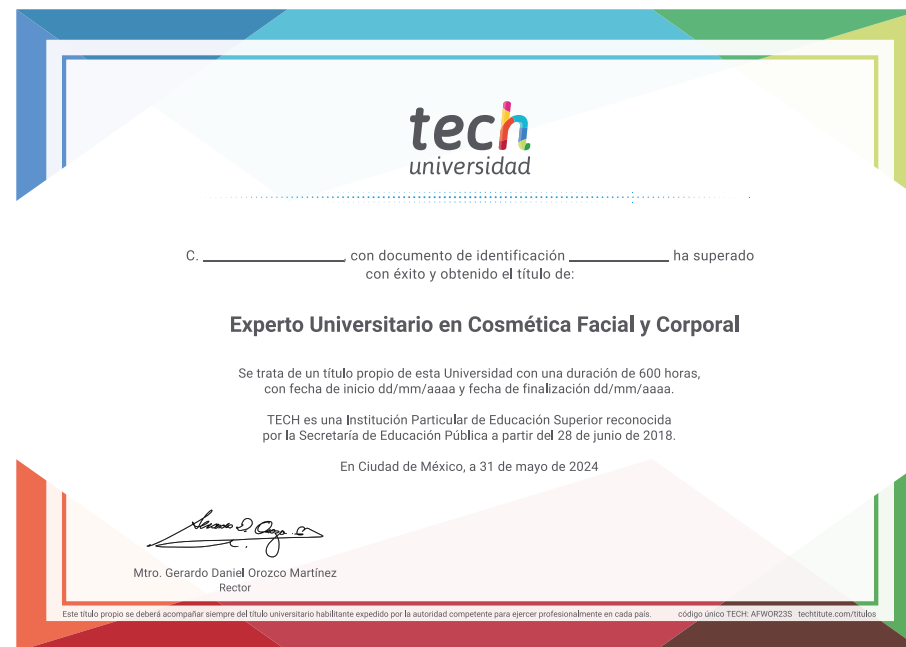 tech
universidad
C. ____________________, con documento de identificación ______________ ha superado
con éxito y obtenido el título de:
Experto Universitario en Cosmética Facial y Corporal
Se trata de un título propio de esta Universidad con una duración de 600 horas,
con fecha de inicio dd/mm/aaaa y fecha de finalización dd/mm/aaaa.
TECH es una Institución Particular de Educación Superior reconocida
por la Secretaría de Educación Pública a partir del 28 de junio de 2018.
En Ciudad de México, a 31 de mayo de 2024
Mtro. Gerardo Daniel Orozco Martínez
Rector
Este título propio se deberá acompañar siempre del título universitario habilitante expedido por la autoridad competente para ejercer profesionalmente en cada país. código único TECH: AFWOR23S techtitute.com/titulos